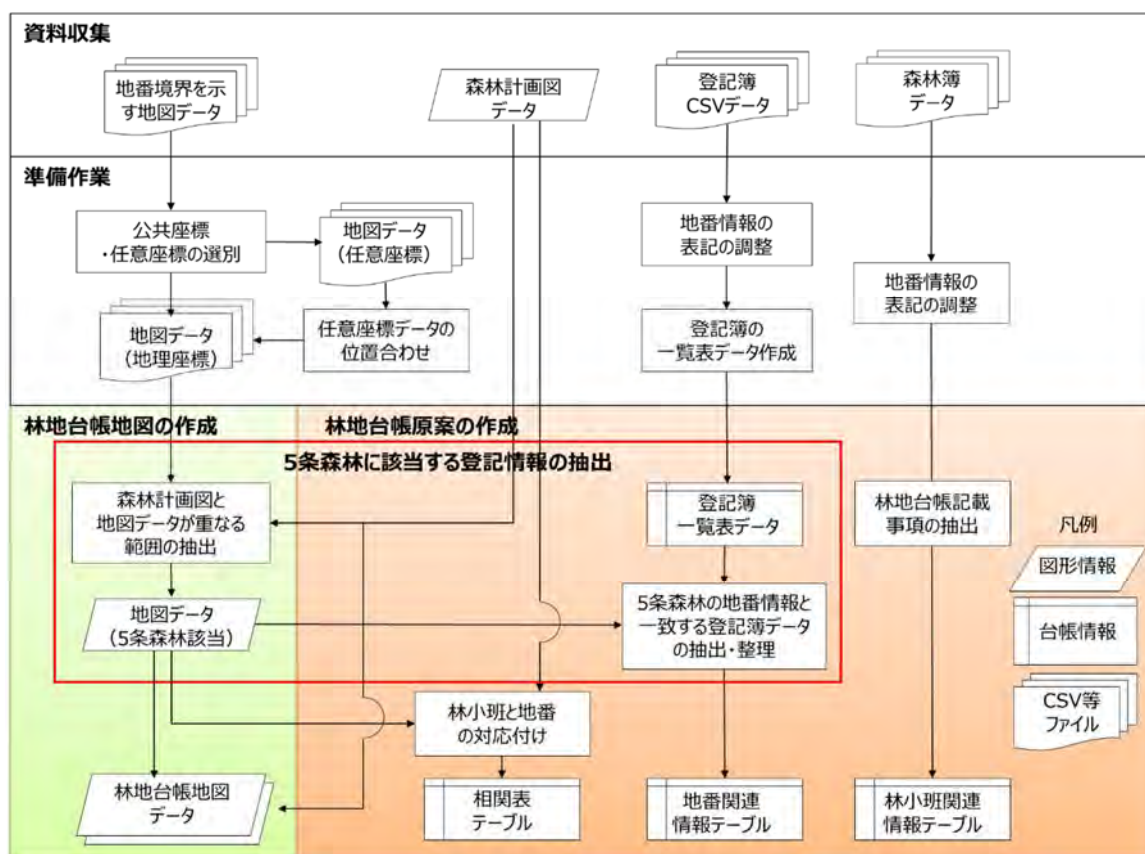 資料収集
地番境界を示
す地図データ
森林計画図
データ
登記簿
CSVデータ
森林簿
データ
準備作業
公共座標
・任意座標の選別
地図データ
（任意座標）
地番情報の
表記の調整
地番情報の
表記の調整
地図データ
（地理座標）
任意座標データの
位置合わせ
登記簿の
一覧表データ作成
林地台帳地図の作成
林地台帳原案の作成
5条森林に該当する登記情報の抽出
森林計画図と
地図データが重なる
範囲の抽出
登記簿
一覧表データ
林地台帳記載
事項の抽出
凡例
図形情報
台帳情報
CSV等
ファイル
地図データ
（5条森林該当）
5条森林の地番情報と
一致する登記簿データ
の抽出・整理
林小班と地番
の対応付け
林地台帳地図
データ
相関表
テーブル
地番関連
情報テーブル
林小班関連
情報テーブル